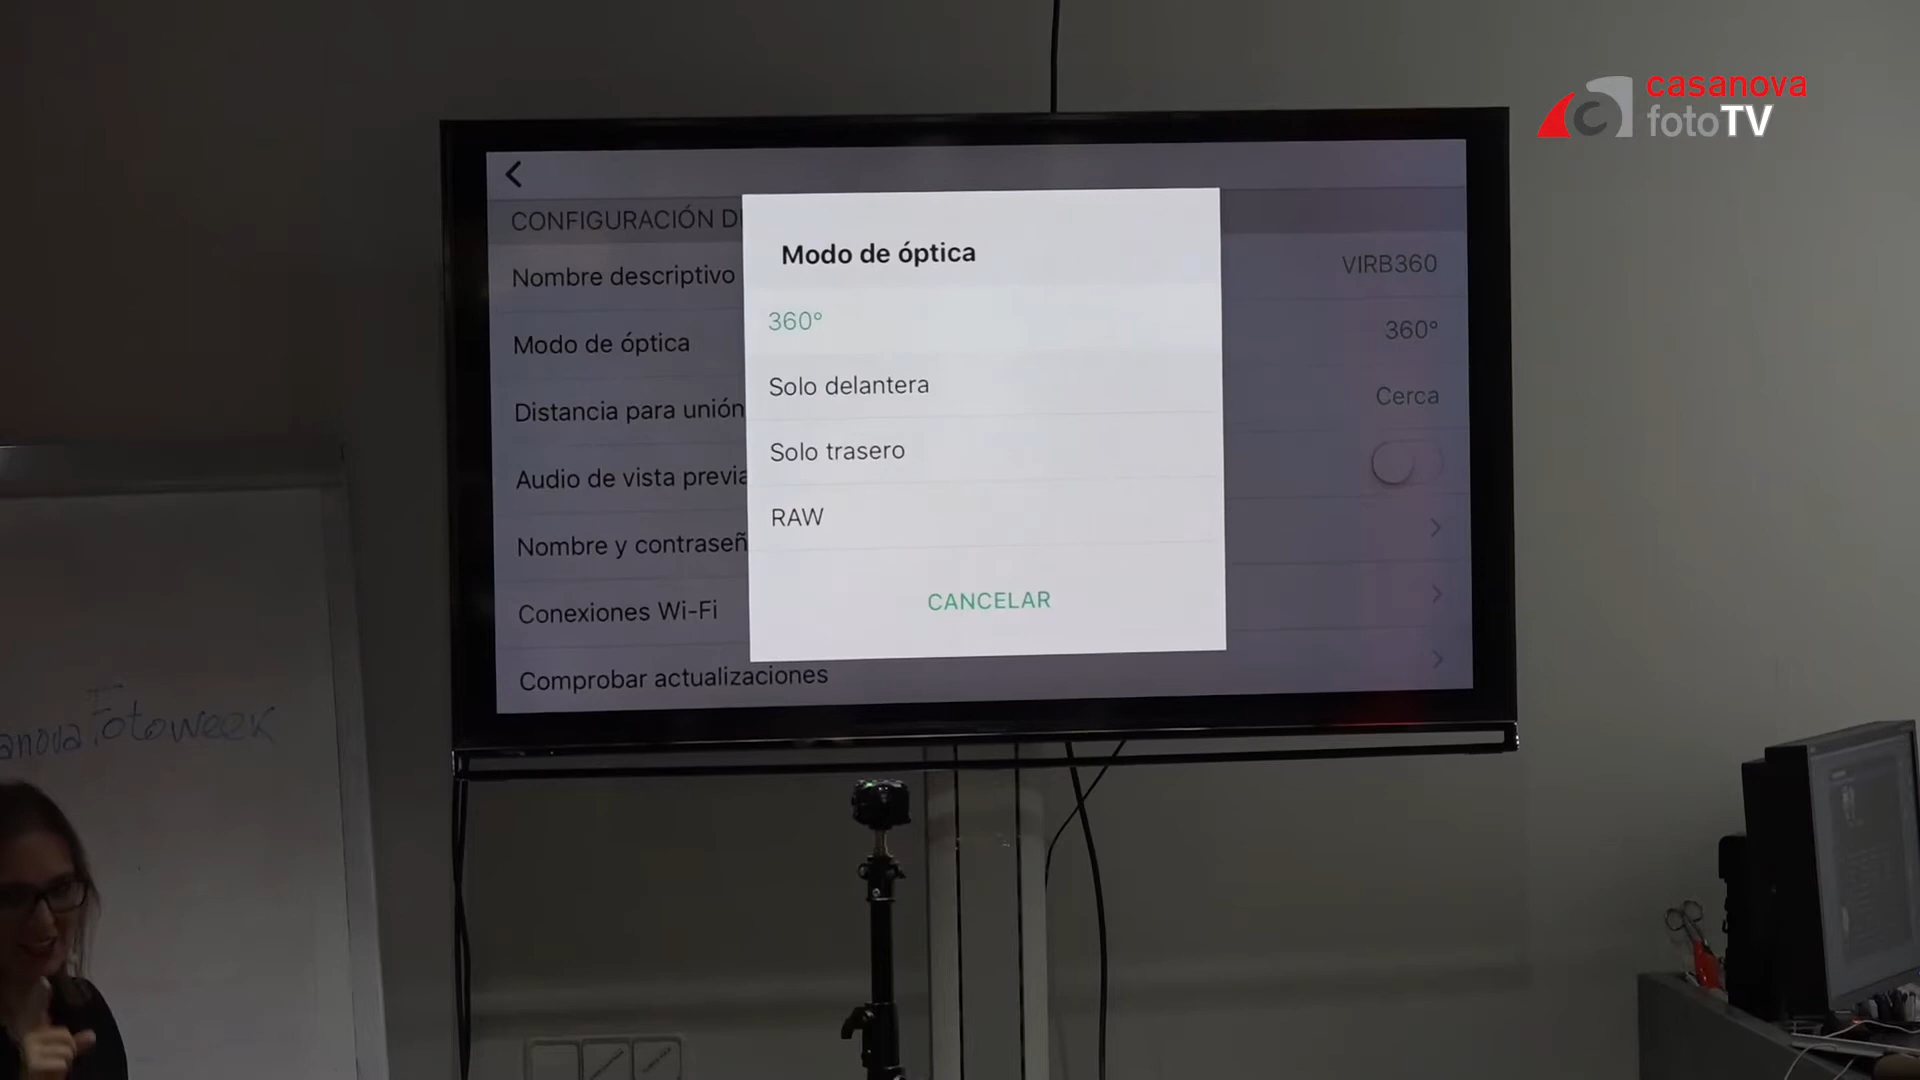 casanova
fotoTV
CONFIGURACIÓN D
Nombre descriptivo
VIRB360
Modo de óptica
360°
Distancia para unión
Cerca
Audio de vista previa
Nombre y contraseñ
Conexiones Wi-Fi
Comprobar actualizaciones
Modo de óptica
360°
Solo delantera
Solo trasero
RAW
CANCELAR
anova Fotoweek